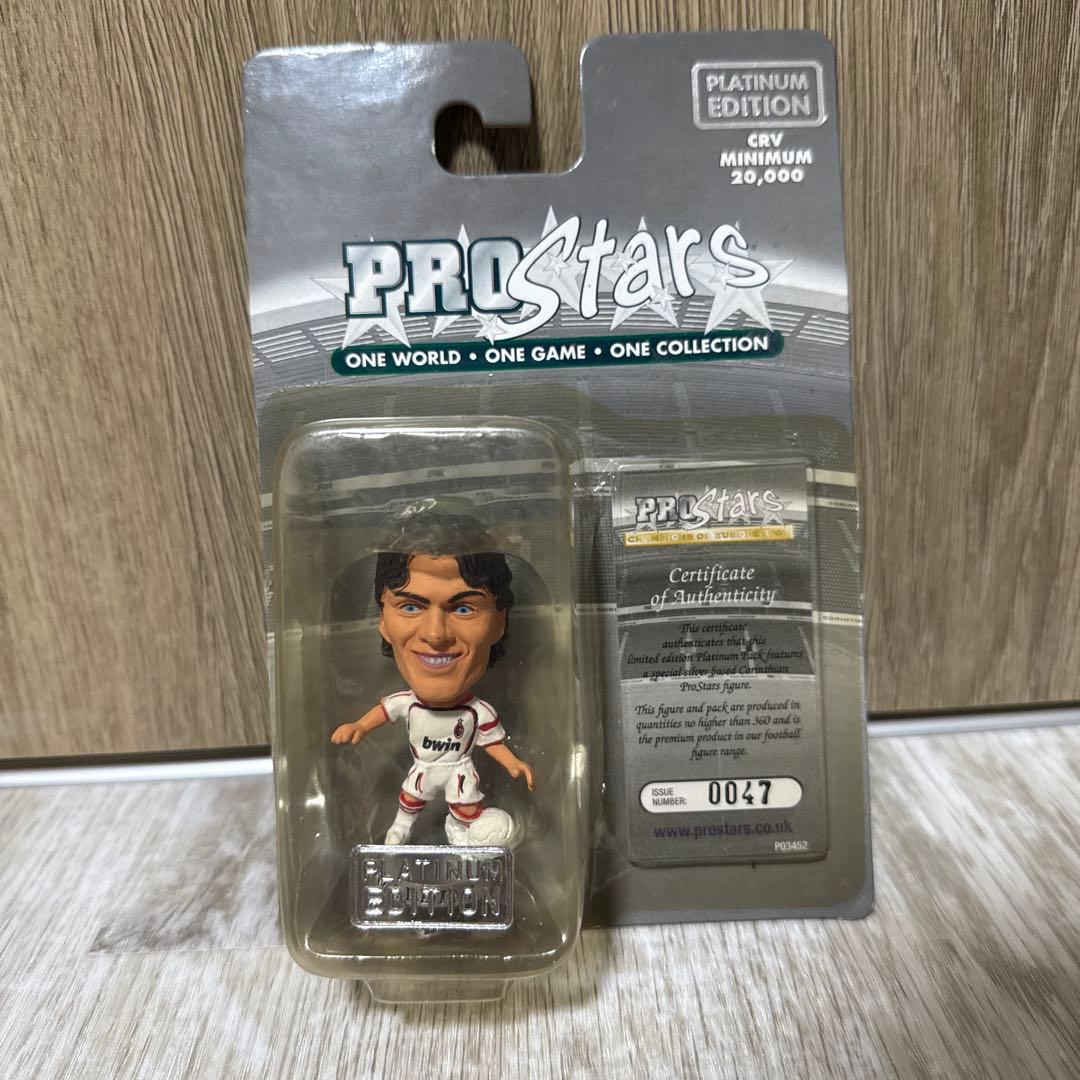 PLATINUM
EDITION
CRV
MINIMUM
20,000
PROStars
ONE WORLD • ONE GAME • ONE COLLECTION
PROStars
CHAMPIONS OF EUROPE
Certificate
of Authenticity
This certificate
authenticates that this
limited edition Platinum Pack features
a special silver based Corinthian
ProStars figure.
This figure and pack are produced in
quantities no higher than 360 and is
the premium product in our football
figure range.
ISSUE
NUMBER:
0047
www.prostars.co.uk
P03452
bwin
PLATINUM
EDITION